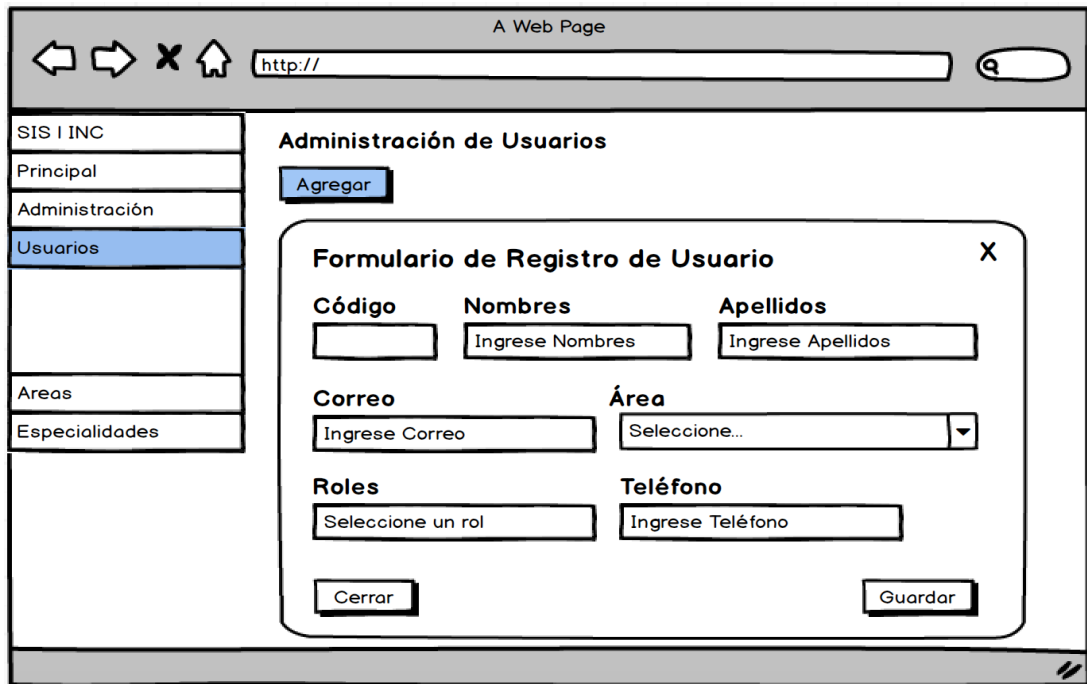 A Web Page
http://
SIS I INC
Principal
Administración
Usuarios
Areas
Especialidades
Administración de Usuarios
Agregar
Formulario de Registro de Usuario X
Código Nombres Apellidos
Ingrese Nombres Ingrese Apellidos
Correo Área
Ingrese Correo Seleccione...
Roles Teléfono
Seleccione un rol Ingrese Teléfono
Cerrar Guardar